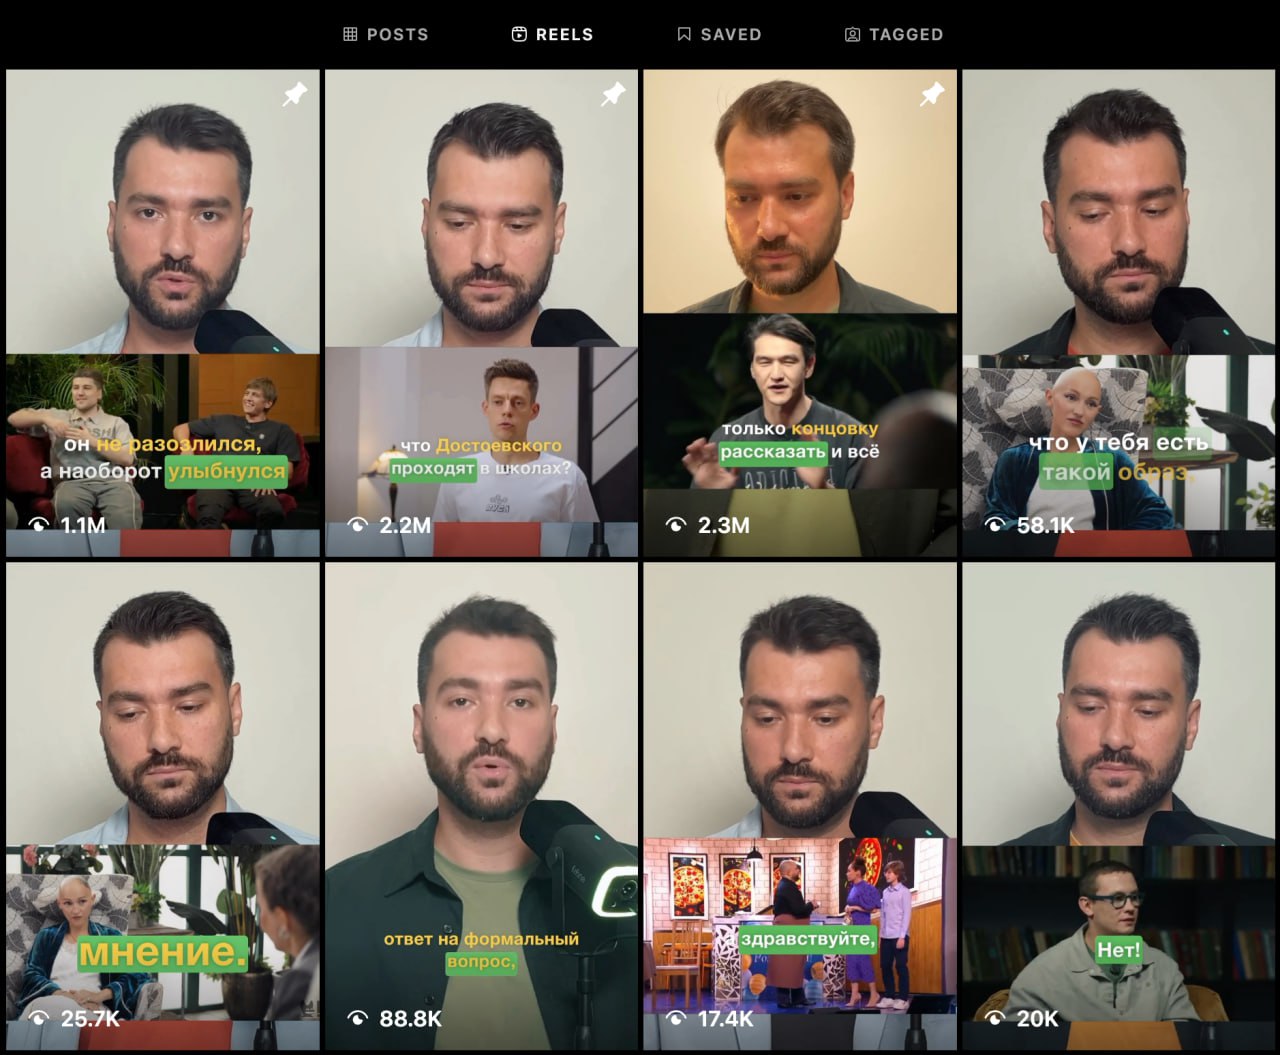 POSTS
REELS
SAVED
TAGGED
он не разозлился,
а наоборот улыбнулся
1.1M
что Достоевского
проходят в школах?
2.2M
только концовку
рассказать и всё
2.3M
что у тебя есть
такой образ,
58.1K
мнение.
25.7K
ответ на формальный
вопрос,
88.8K
здравствуйте,
17.4K
Нет!
20K